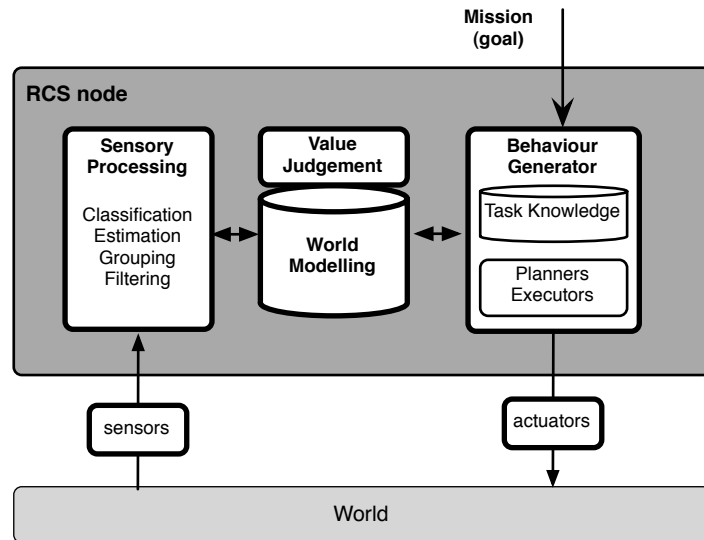 Mission
(goal)
RCS node
Sensory
Processing
Classification
Estimation
Grouping
Filtering
Value
Judgement
World
Modelling
Behaviour
Generator
Task Knowledge
Planners
Executors
sensors
actuators
World